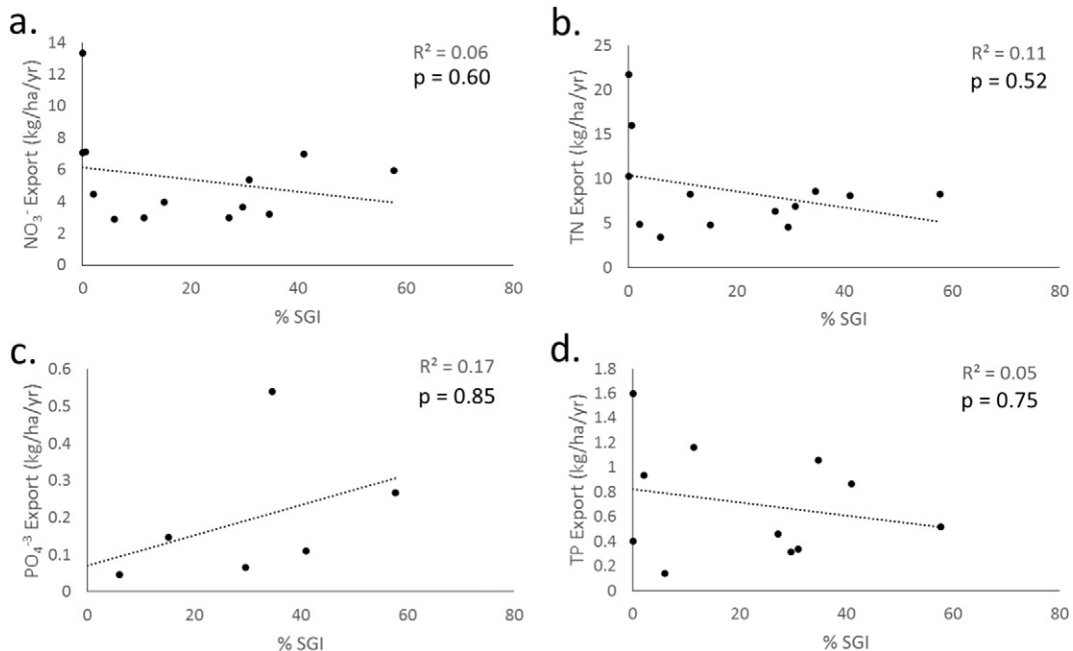 a.
NO₃⁻ Export (kg/ha/yr)
14
12
10
8
6
4
2
0
R² = 0.06
p = 0.60
0 20 40 60 80
% SGI
b.
TN Export (kg/ha/yr)
25
20
15
10
5
0
R² = 0.11
p = 0.52
0 20 40 60 80
% SGI
c.
PO₄⁻³ Export (kg/ha/yr)
0.6
0.5
0.4
0.3
0.2
0.1
0
R² = 0.17
p = 0.85
0 20 40 60 80
% SGI
d.
TP Export (kg/ha/yr)
1.8
1.6
1.4
1.2
1
0.8
0.6
0.4
0.2
0
R² = 0.05
p = 0.75
0 20 40 60 80
% SGI